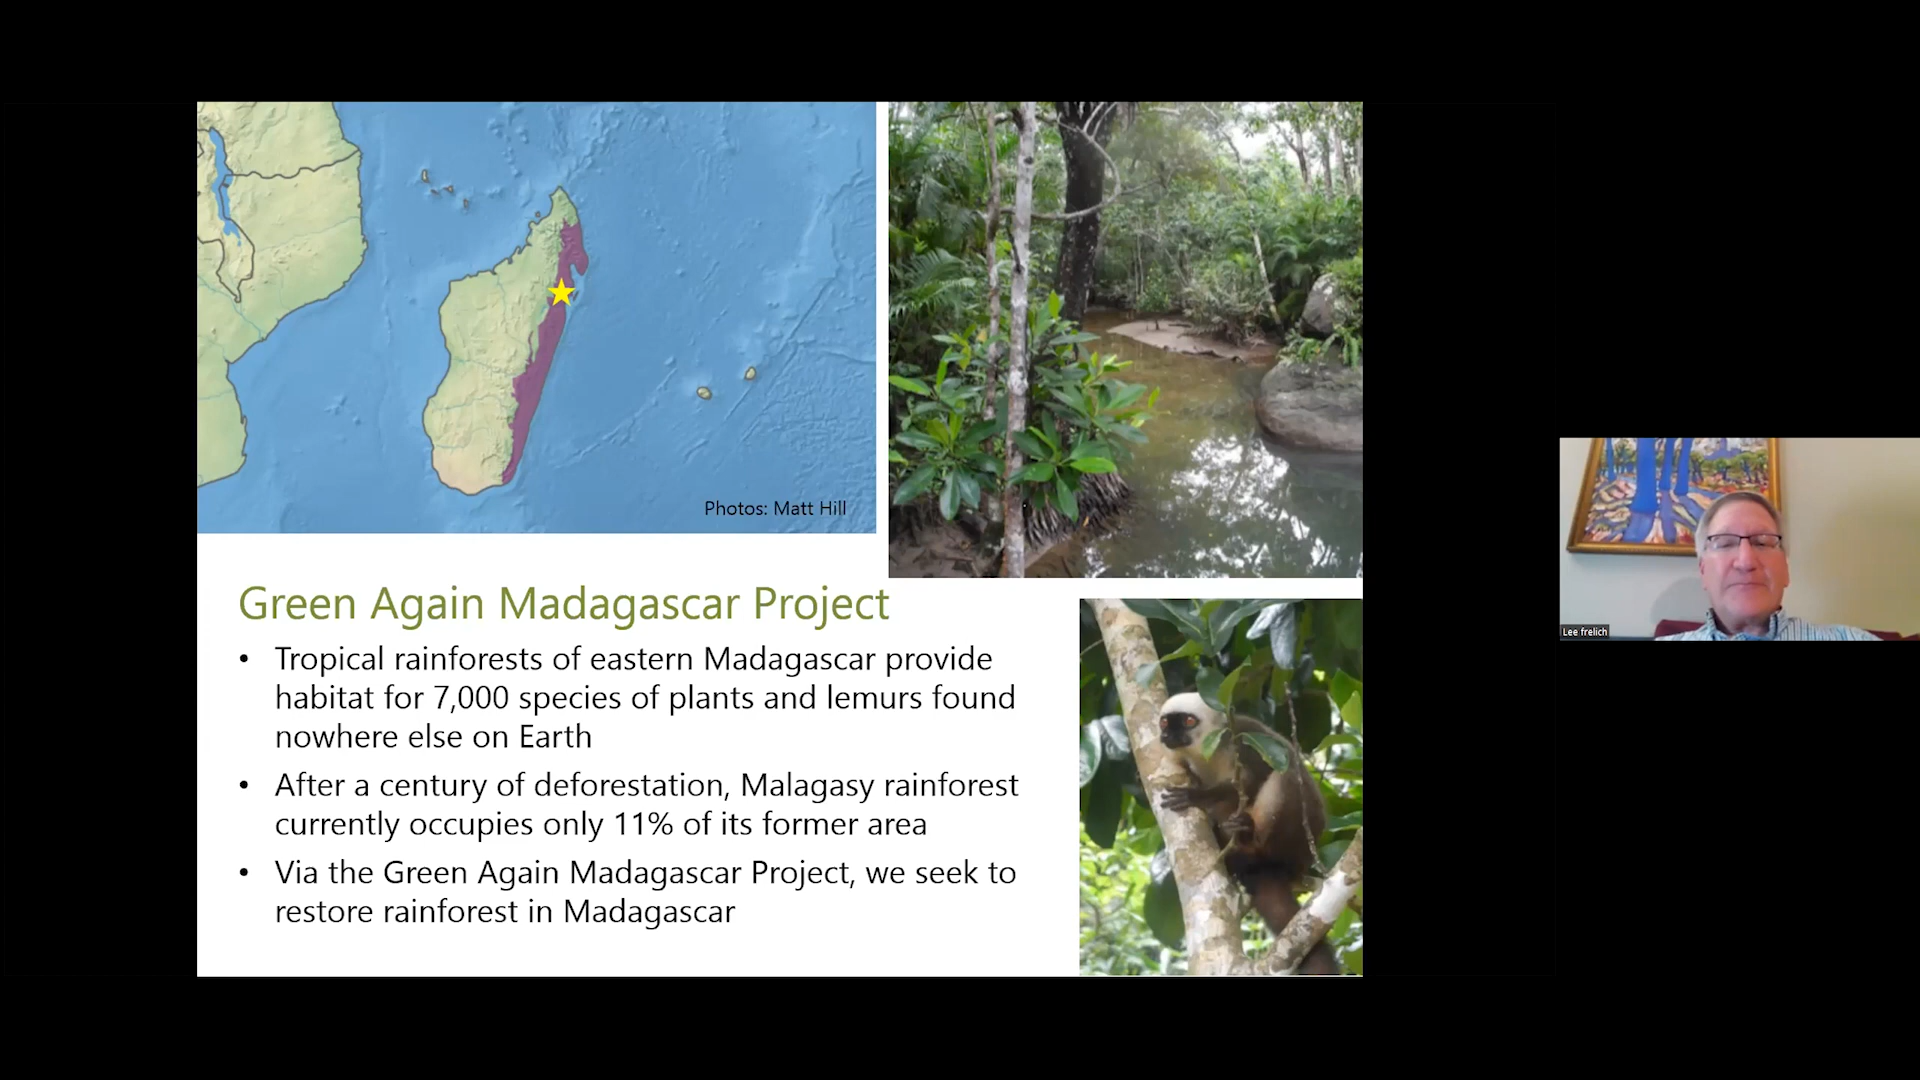 Photos: Matt Hill
Green Again Madagascar Project
• Tropical rainforests of eastern Madagascar provide
habitat for 7,000 species of plants and lemurs found
nowhere else on Earth
• After a century of deforestation, Malagasy rainforest
currently occupies only 11% of its former area
• Via the Green Again Madagascar Project, we seek to
restore rainforest in Madagascar
Lee frelich